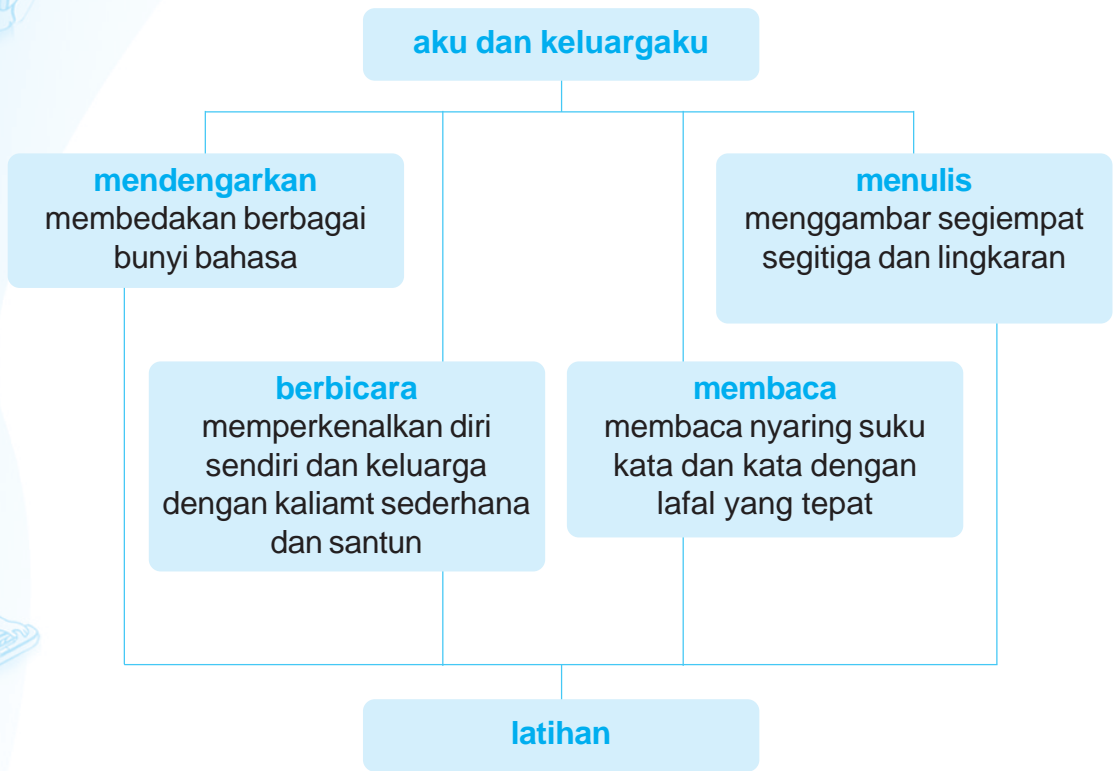 aku dan keluargaku
mendengarkan
membedakan berbagai
bunyi bahasa
menulis
menggambar segiempat
segitiga dan lingkaran
berbicara
memperkenalkan diri
sendiri dan keluarga
dengan kaliamt sederhana
dan santun
membaca
membaca nyaring suku
kata dan kata dengan
lafal yang tepat
latihan